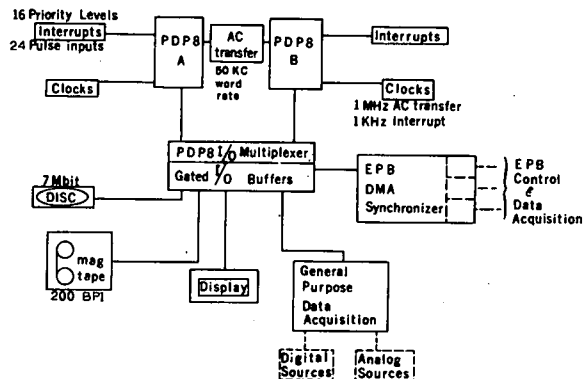 16 Priority Levels
Interrupts
24 Pulse inputs
Clocks
PDP8
A
AC
transfer
50 KC
word
rate
PDP8
B
Interrupts
Clocks
1 MHz AC transfer
1 KHz Interrupt
PDP8 I/O Multiplexer
Gated I/O Buffers
7 Mbit
DISC
mag
tape
200 BPI
Display
General
Purpose
Data
Acquisition
Digital
Sources
Analog
Sources
EPB
DMA
Synchronizer
EPB
Control
&
Data
Acquisition